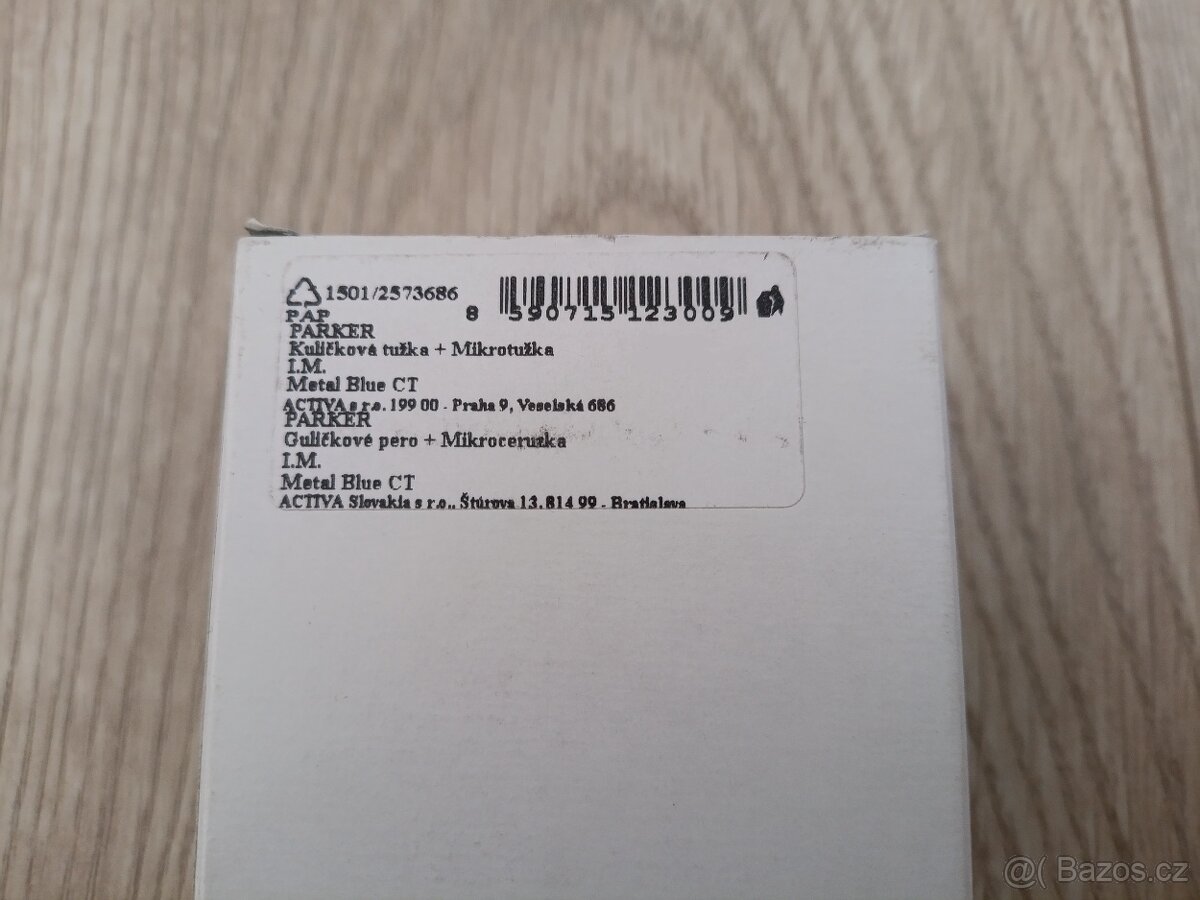 1501/2573686
8 590715 123009
PAP
PARKER
Kuličková tužka + Mikrotužka
I.M.
Metal Blue CT
ACTIVA s r.o. 199 00 - Praha 9, Veselská 686
PARKER
Guličkové pero + Mikroceruzka
I.M.
Metal Blue CT
ACTIVA Slovakia s r.o., Štúrova 13, 814 99 - Bratislava
@( Bazos.cz